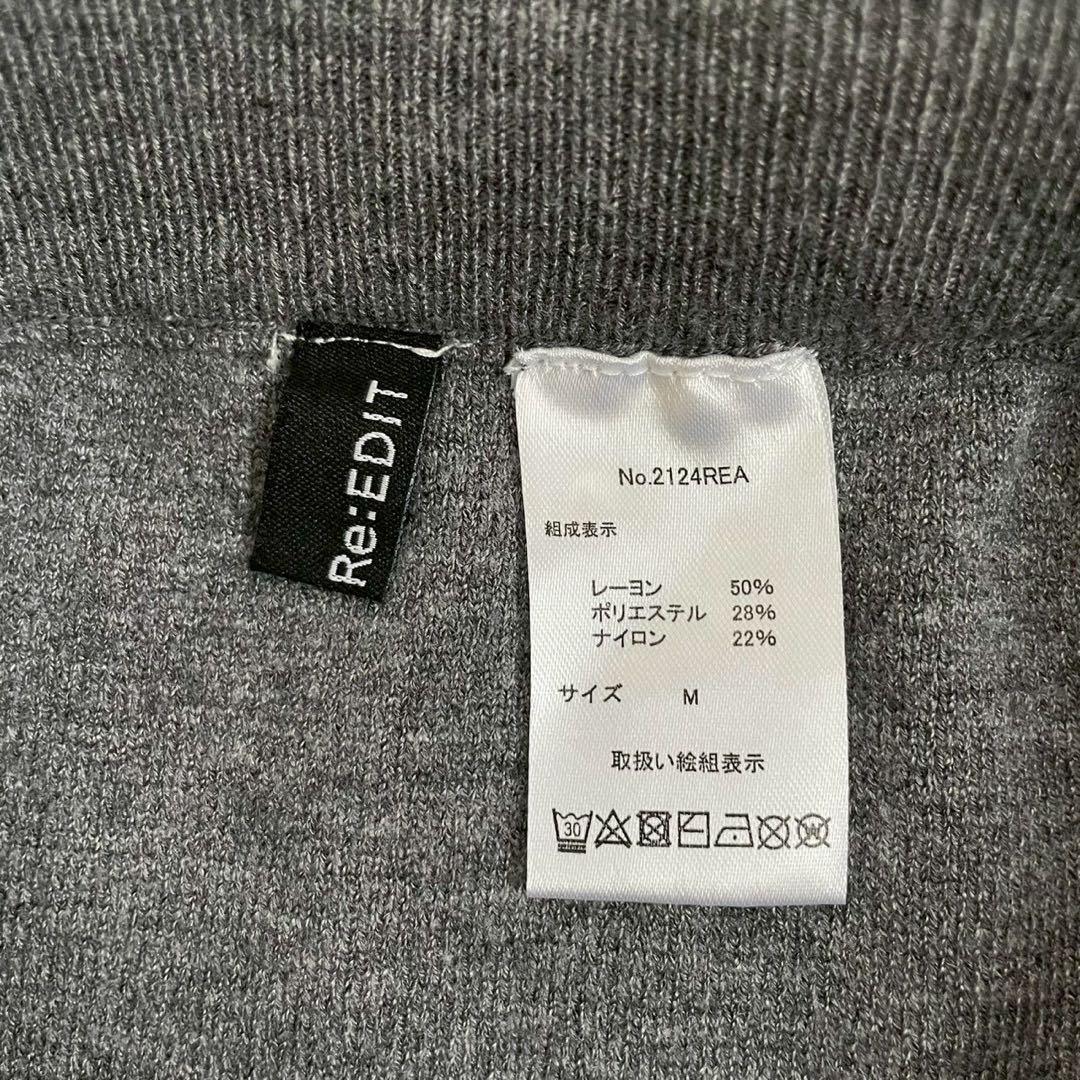 Re:EDIT
No.2124REA
組成表示
レーヨン 50%
ポリエステル 28%
ナイロン 22%
サイズ M
取扱い絵組表示
30 W